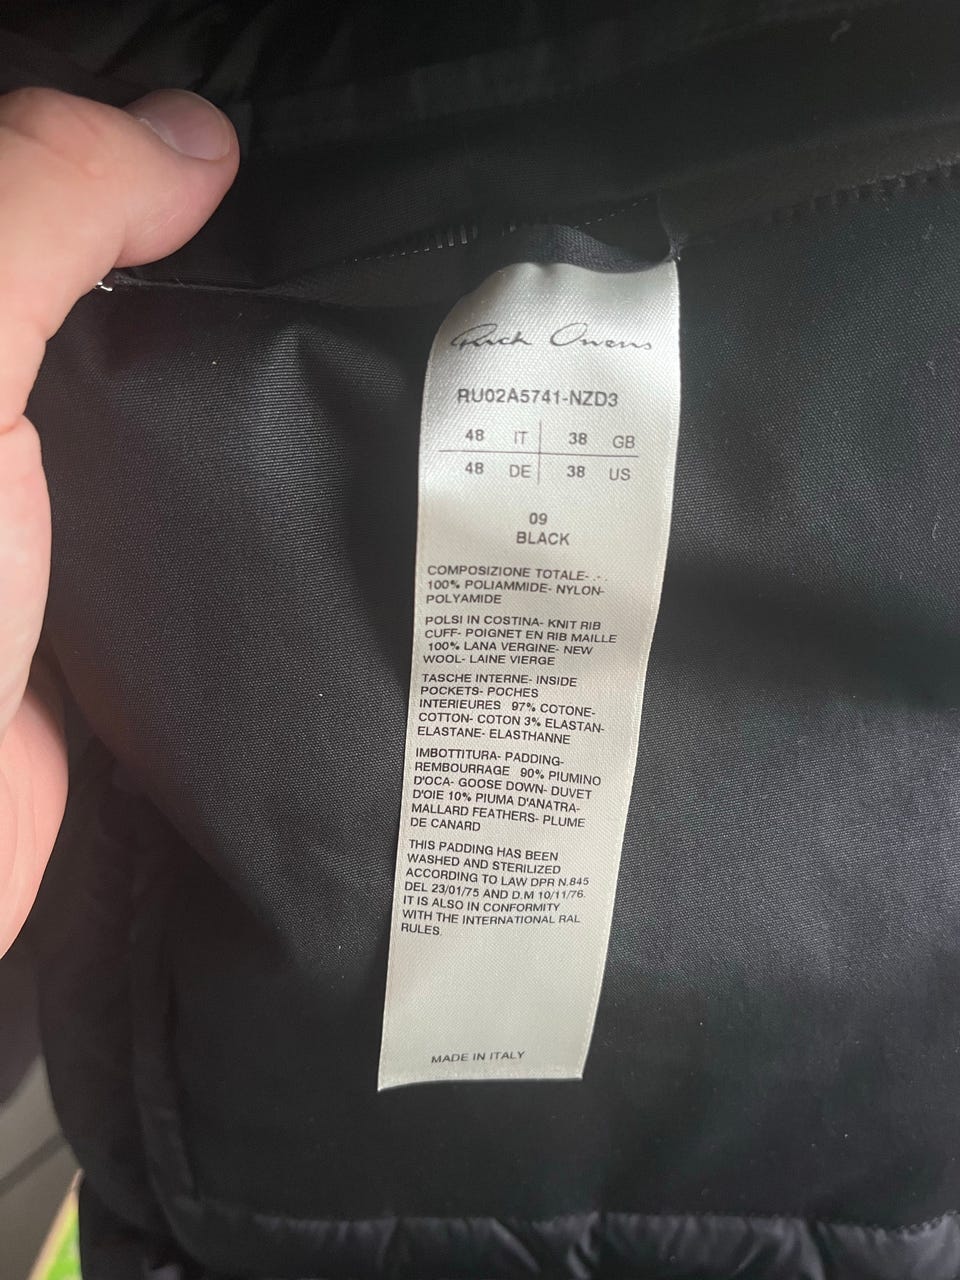 Rick Owens
RU02A5741-NZD3
48 IT 38 GB
48 DE 38 US
09
BLACK
COMPOSIZIONE TOTALE- .- .
100% POLIAMMIDE- NYLON-
POLYAMIDE
POLSI IN COSTINA- KNIT RIB
CUFF- POIGNET EN RIB MAILLE
100% LANA VERGINE- NEW
WOOL- LAINE VIERGE
TASCHE INTERNE- INSIDE
POCKETS- POCHES
INTERIEURES 97% COTONE-
COTTON- COTON 3% ELASTAN-
ELASTANE- ELASTHANNE
IMBOTTITURA- PADDING-
REMBOURRAGE 90% PIUMINO
D'OCA- GOOSE DOWN- DUVET
D'OIE 10% PIUMA D'ANATRA-
MALLARD FEATHERS- PLUME
DE CANARD
THIS PADDING HAS BEEN
WASHED AND STERILIZED
ACCORDING TO LAW DPR N.845
DEL 23/01/75 AND D.M 10/11/76.
IT IS ALSO IN CONFORMITY
WITH THE INTERNATIONAL RAL
RULES.
MADE IN ITALY